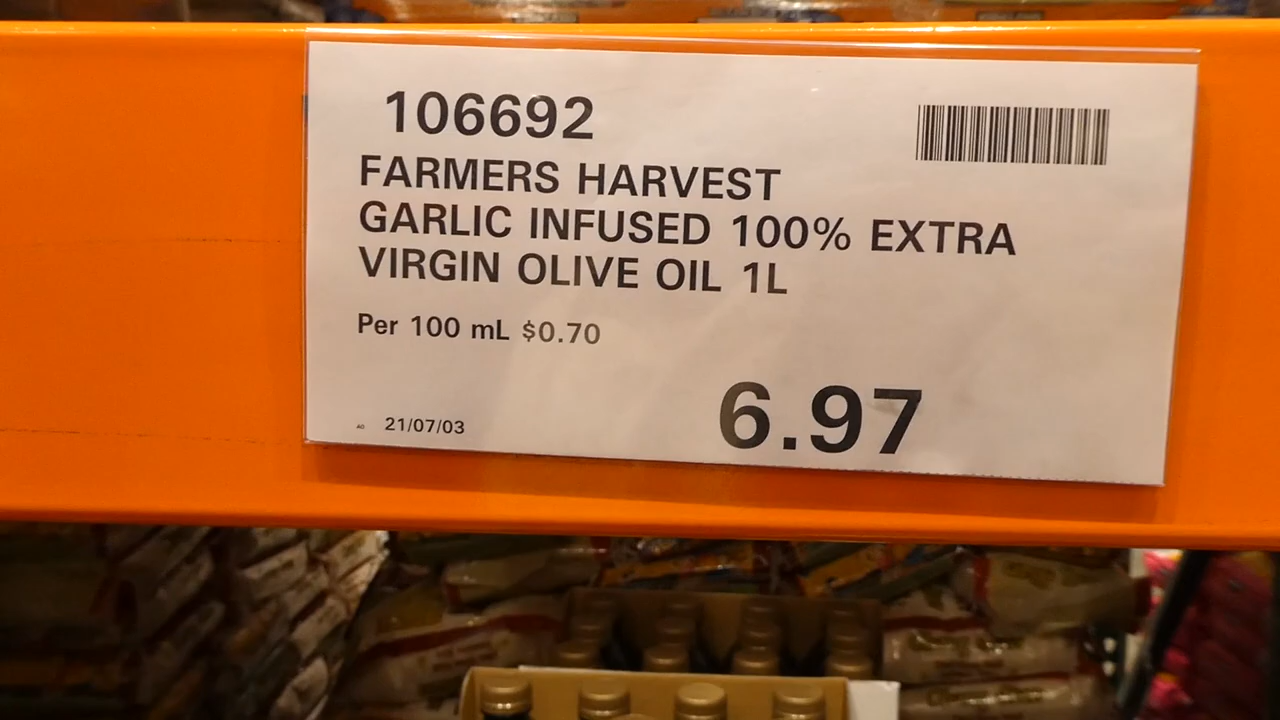 106692
FARMERS HARVEST
GARLIC INFUSED 100% EXTRA
VIRGIN OLIVE OIL 1L
Per 100 mL $0.70
6.97
AD 21/07/03